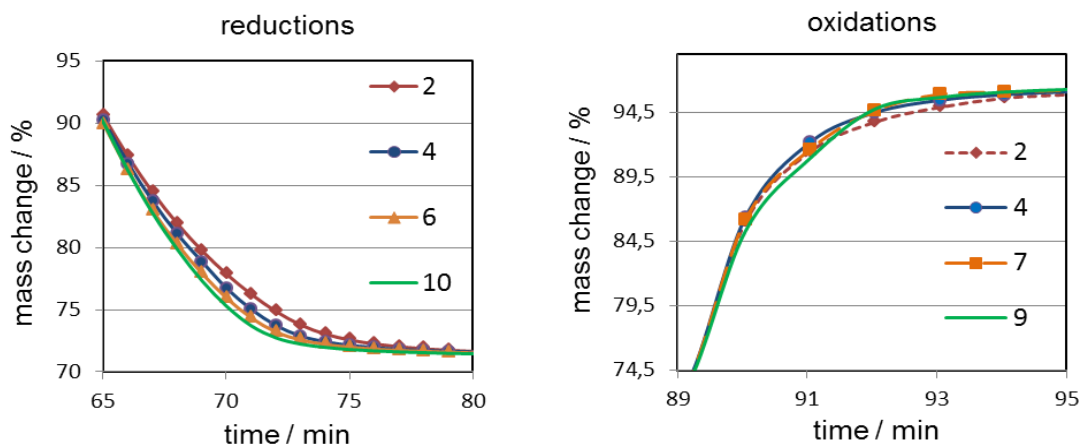 reductions
mass change / %
95
90
85
80
75
70
2
4
6
10
65 70 75 80
time / min
oxidations
mass change / %
94,5
89,5
84,5
79,5
74,5
2
4
7
9
89 91 93 95
time / min